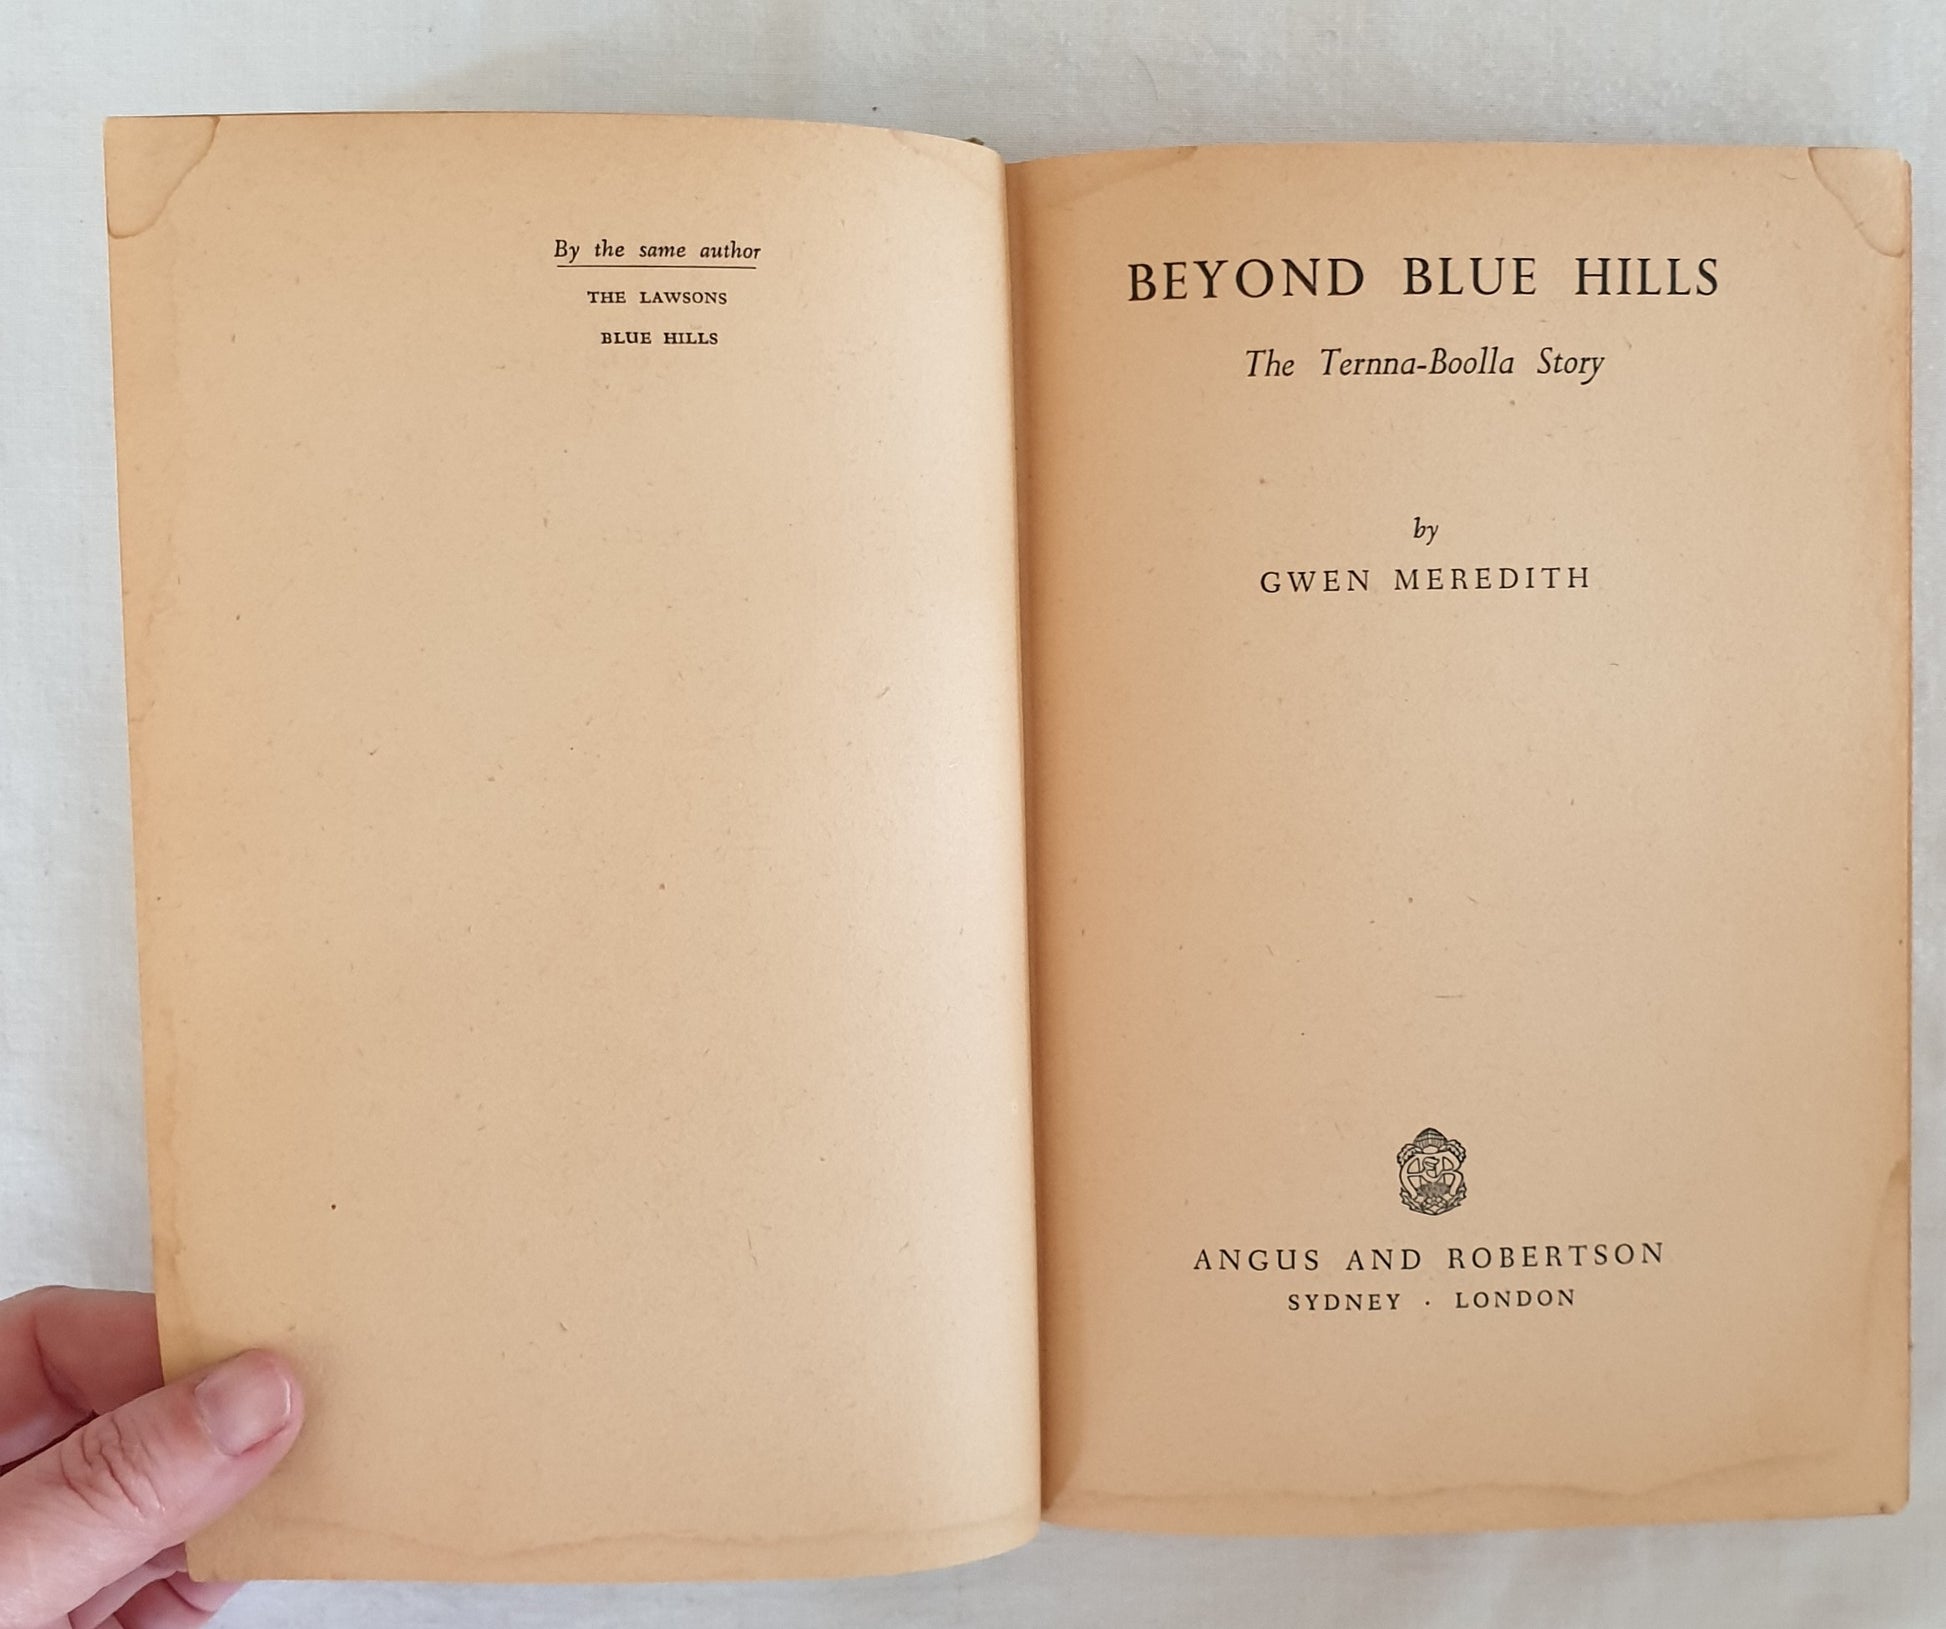 By the same author
THE LAWSONS
BLUE HILLS
BEYOND BLUE HILLS
The Ternna-Boolla Story
by
GWEN MEREDITH
ANGUS AND ROBERTSON
SYDNEY · LONDON